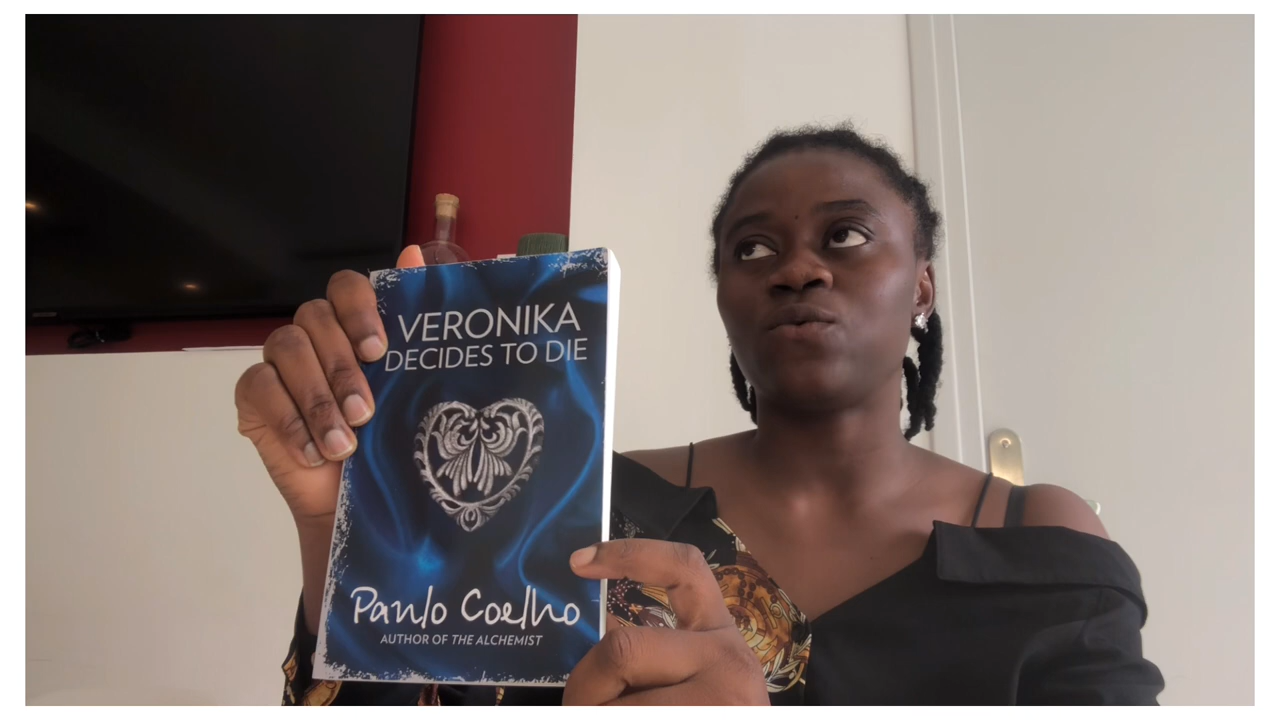 VERONIKA
DECIDES TO DIE
Paulo Coelho
AUTHOR OF THE ALCHEMIST